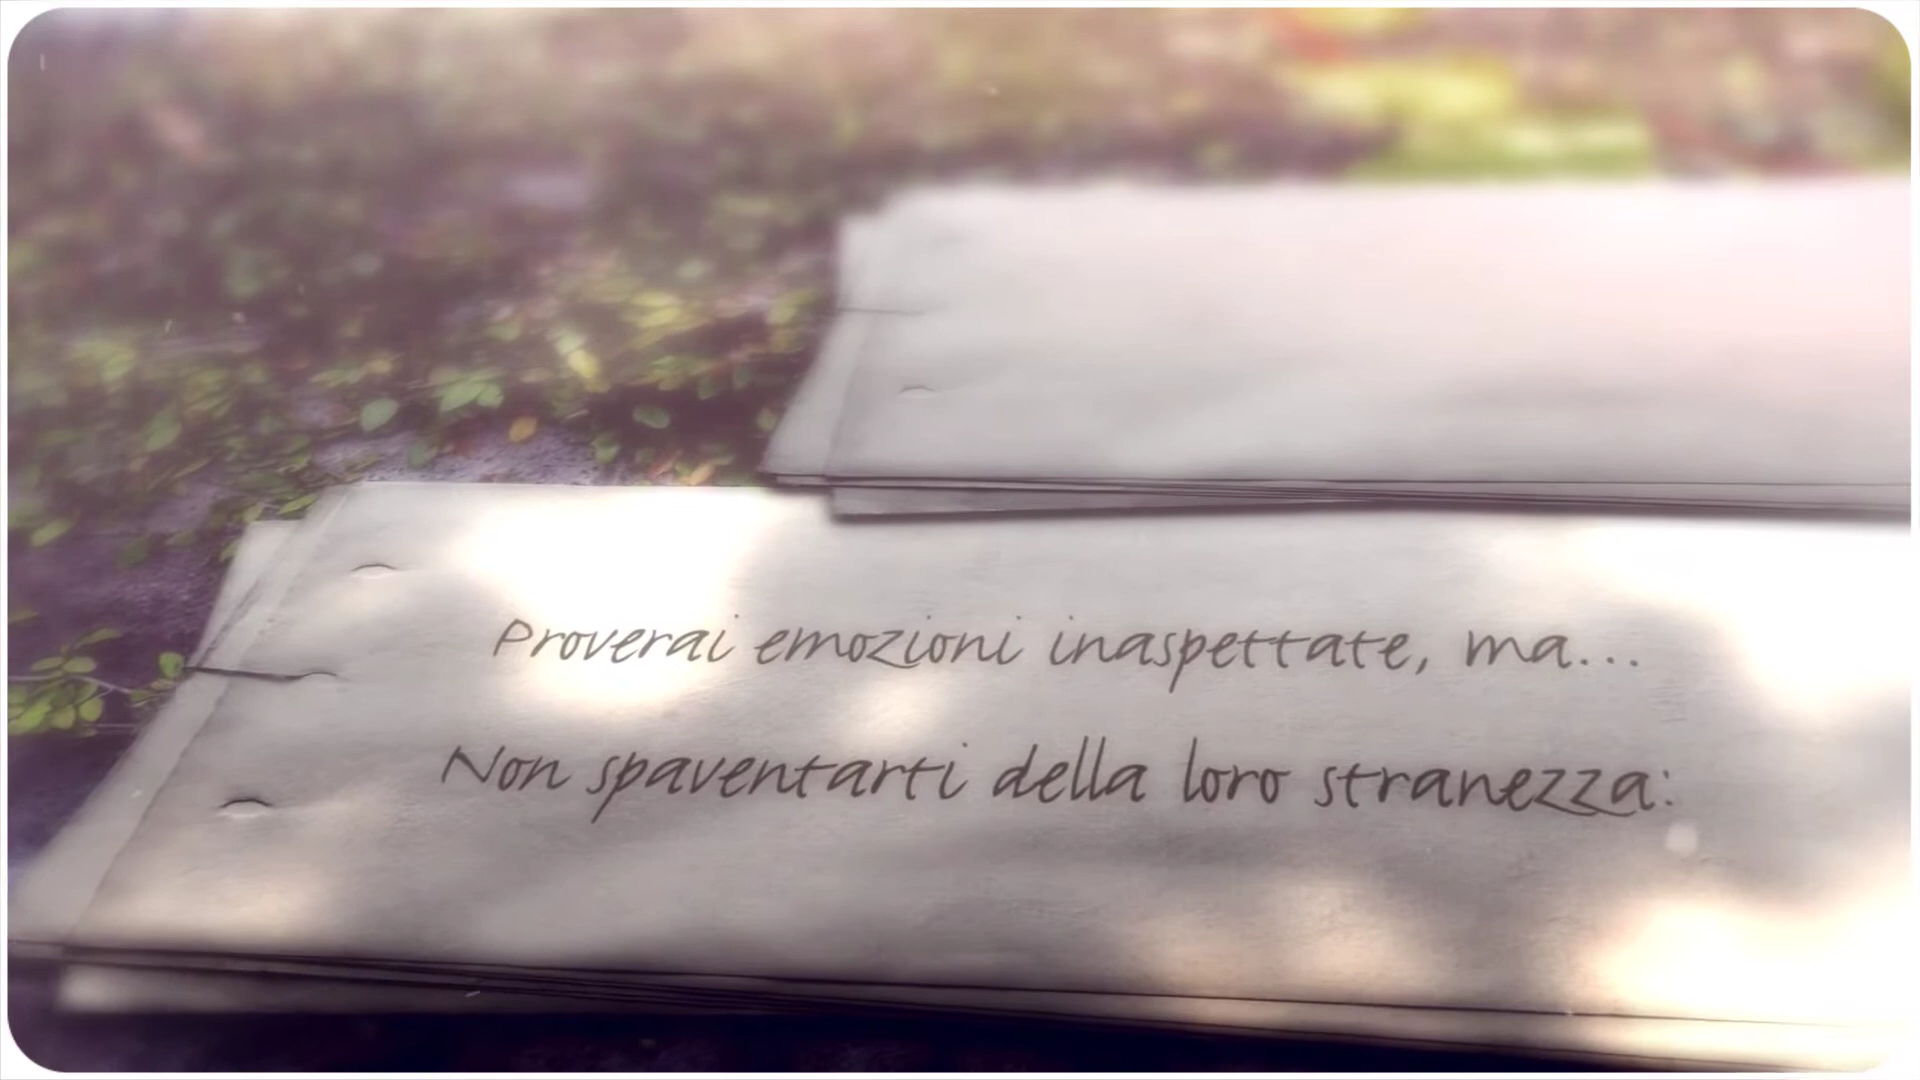 Proverai emozioni inaspettate, ma...
Non spaventarti della loro stranezza: